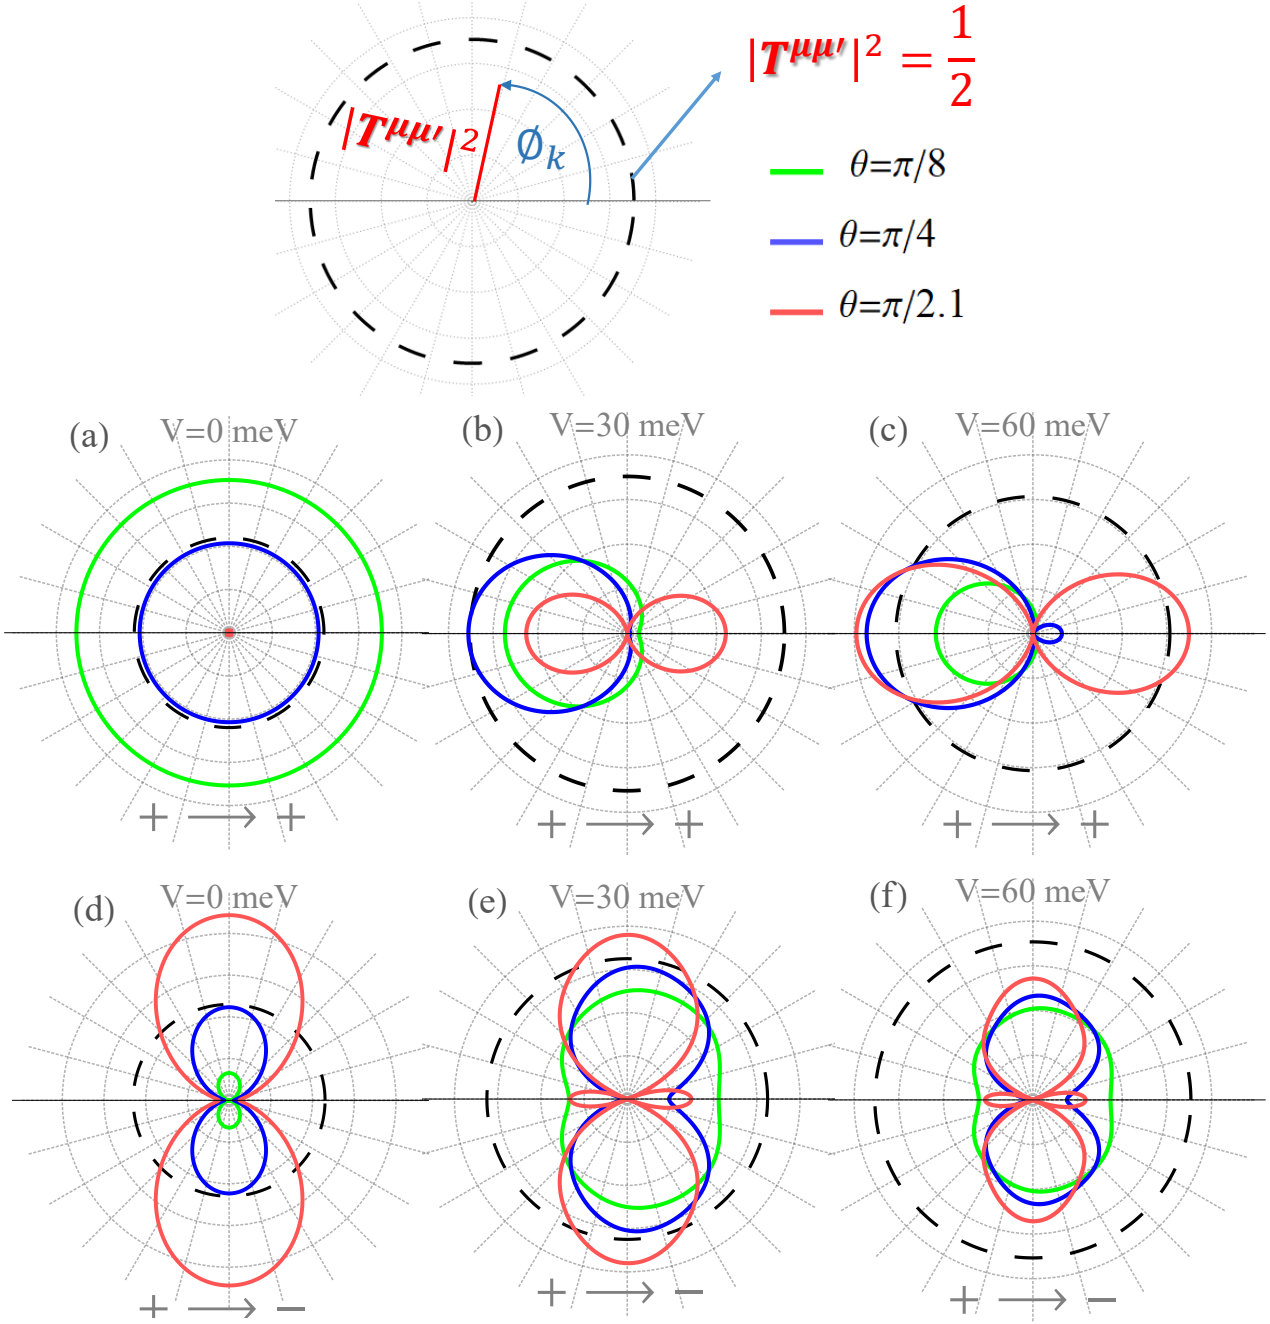 |T^{μμ'}|² = 1/2
|T^{μμ'}|²
∅_k
θ=π/8
θ=π/4
θ=π/2.1
(a) V=0 meV
(b) V=30 meV
(c) V=60 meV
+ ⟶ +
+ ⟶ +
+ ⟶ +
(d) V=0 meV
(e) V=30 meV
(f) V=60 meV
+ ⟶ −
+ ⟶ −
+ ⟶ −